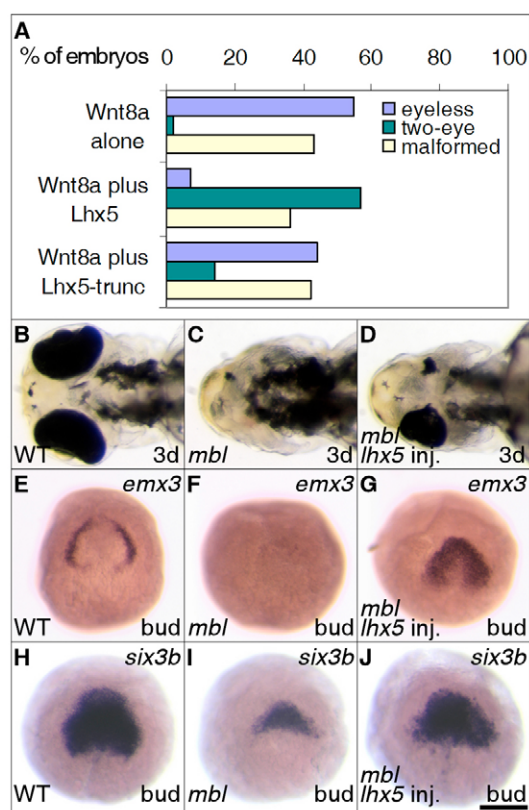 A
% of embryos
0 20 40 60 80 100
Wnt8a
alone
eyeless
two-eye
malformed
Wnt8a plus
Lhx5
Wnt8a plus
Lhx5-trunc
B
WT 3d
C
mbl 3d
D
mbl
lhx5 inj. 3d
E emx3
WT bud
F emx3
mbl bud
G emx3
mbl
lhx5 inj. bud
H six3b
WT bud
I six3b
mbl bud
J six3b
mbl
lhx5 inj. bud